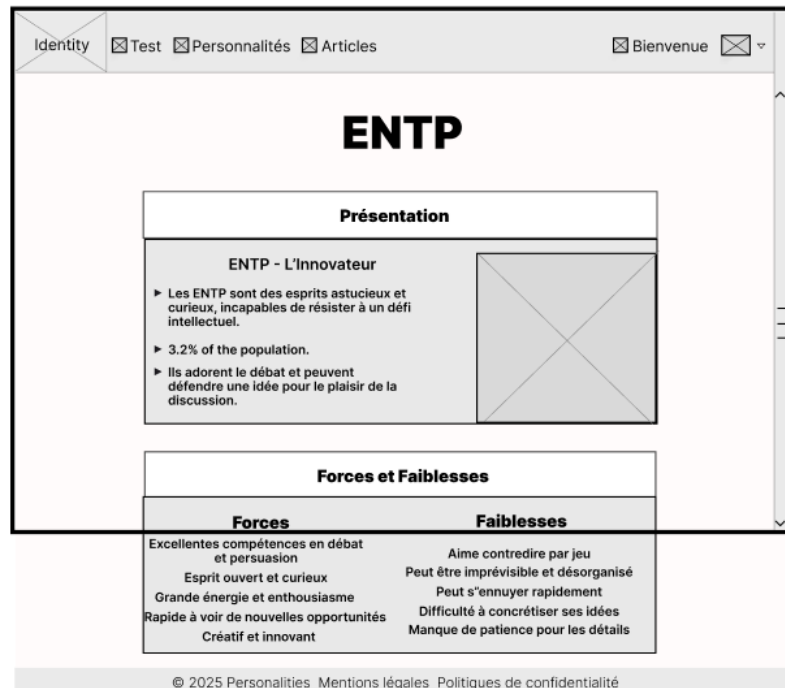 Identity Test Personnalités Articles Bienvenue
ENTP
Présentation
ENTP - L'Innovateur
Les ENTP sont des esprits astucieux et
curieux, incapables de résister à un défi
intellectuel.
3.2% of the population.
Ils adorent le débat et peuvent
défendre une idée pour le plaisir de la
discussion.
Forces et Faiblesses
Forces
Excellentes compétences en débat
et persuasion
Esprit ouvert et curieux
Grande énergie et enthousiasme
Rapide à voir de nouvelles opportunités
Créatif et innovant
Faiblesses
Aime contredire par jeu
Peut être imprévisible et désorganisé
Peut s"ennuyer rapidement
Difficulté à concrétiser ses idées
Manque de patience pour les détails
© 2025 Personalities Mentions légales Politiques de confidentialité